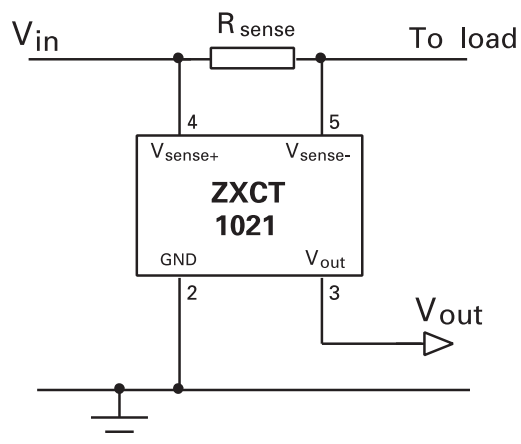 Vin
Rsense
To load
4
5
Vsense+
Vsense-
ZXCT
1021
GND
Vout
2
3
Vout